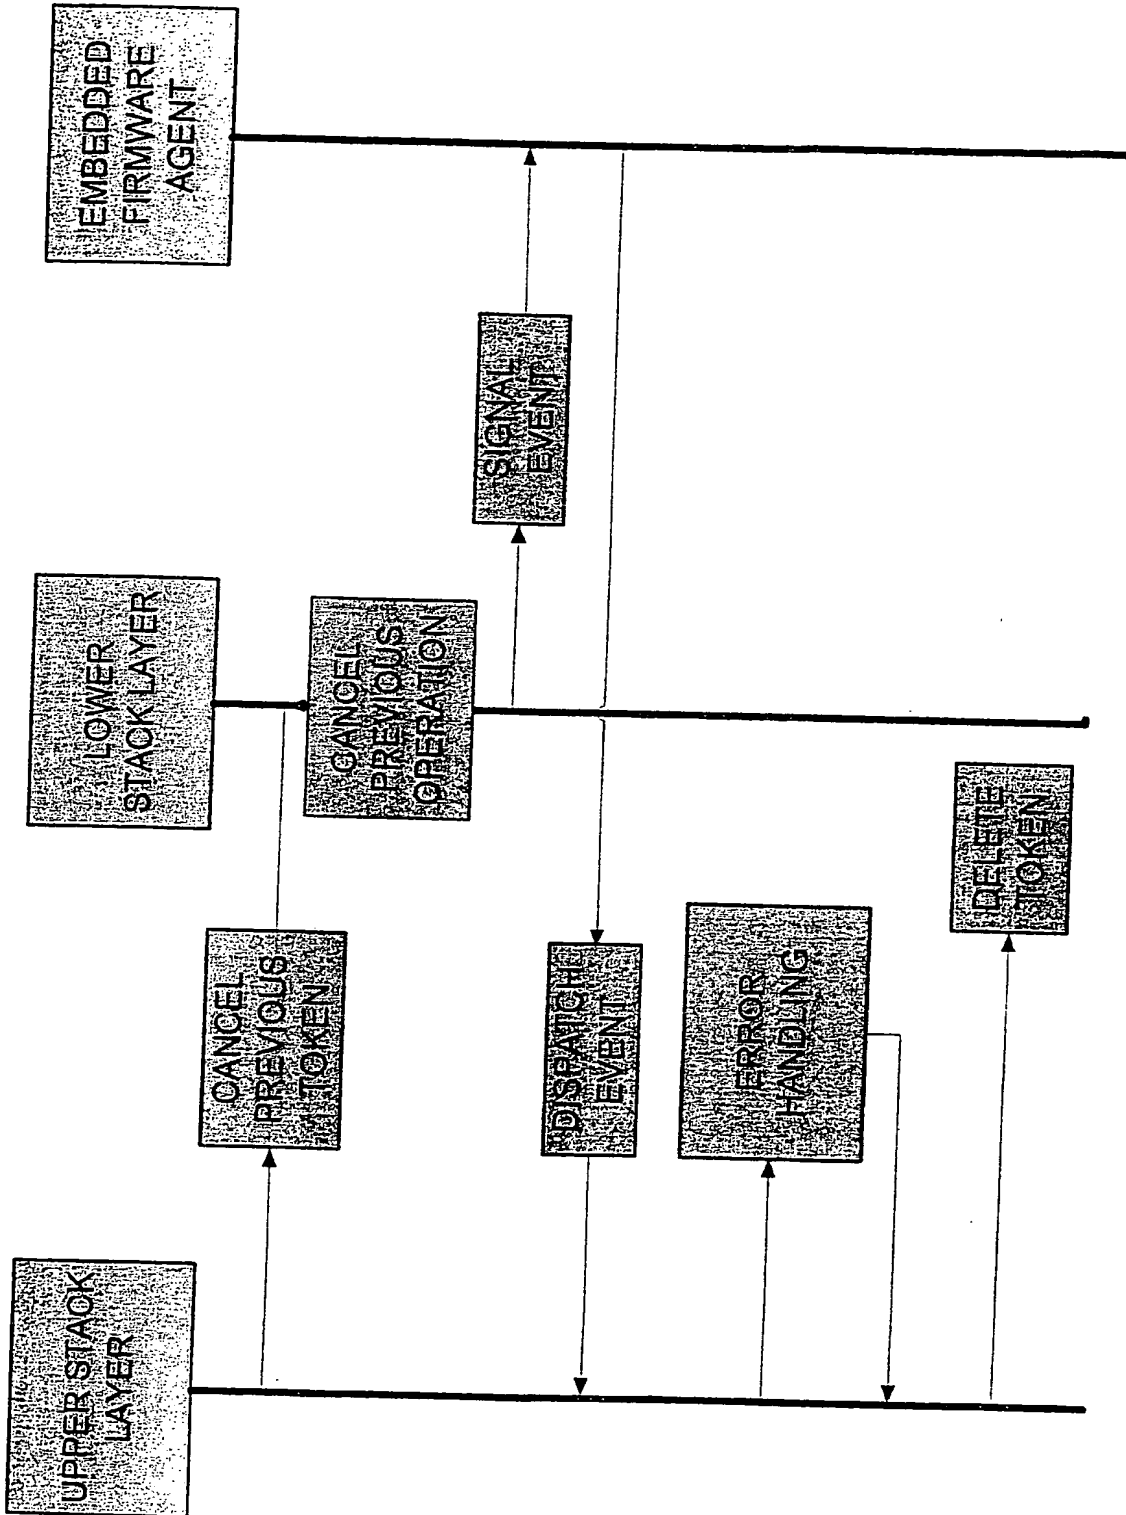 UPPER STACK
LAYER
LOWER
STACK LAYER
EMBEDDED
FIRMWARE
AGENT
CANCEL
PREVIOUS
TOKEN
CANCEL
PREVIOUS
OPERATION
SIGNAL
EVENT
DISPATCH
EVENT
ERROR
HANDLING
DELETE
TOKEN